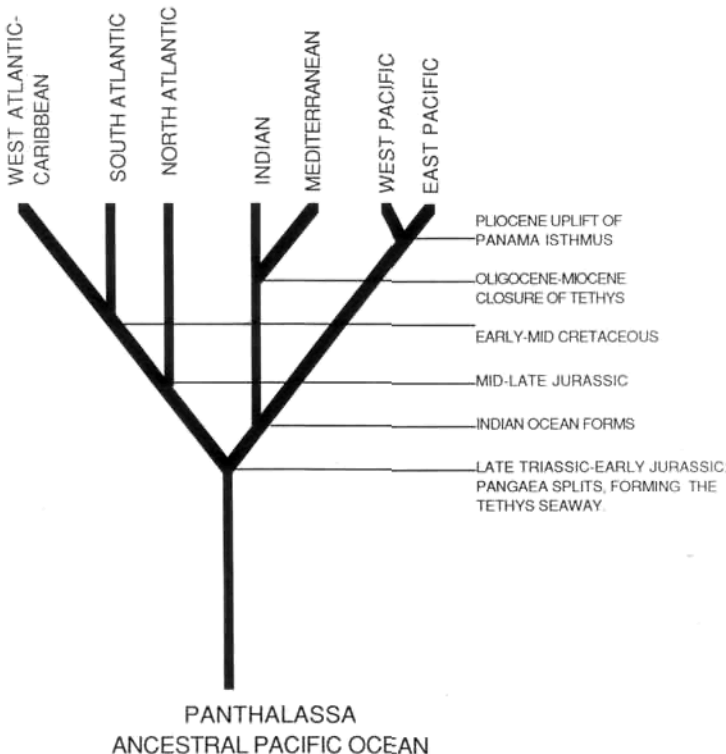 WEST ATLANTIC-
CARIBBEAN
SOUTH ATLANTIC
NORTH ATLANTIC
INDIAN
MEDITERRANEAN
WEST PACIFIC
EAST PACIFIC
PLIOCENE UPLIFT OF
PANAMA ISTHMUS
OLIGOCENE-MIOCENE
CLOSURE OF TETHYS
EARLY-MID CRETACEOUS
MID-LATE JURASSIC
INDIAN OCEAN FORMS
LATE TRIASSIC-EARLY JURASSIC
PANGAEA SPLITS, FORMING THE
TETHYS SEAWAY.
PANTHALASSA
ANCESTRAL PACIFIC OCEAN